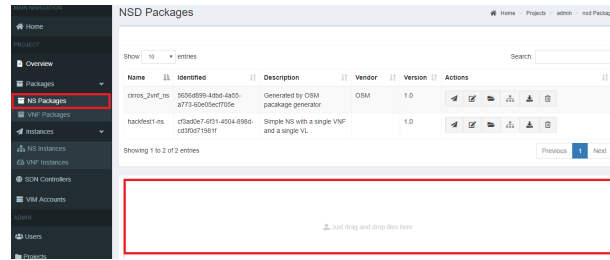 MAIN NAVIGATION
Home
PROJECT
Overview
Packages
NS Packages
VNF Packages
Instances
NS Instances
VNF Instances
SDN Controllers
VIM Accounts
ADMIN
Users
Projects
NSD Packages
Home Projects admin nsd Packag
Show 10 entries
Search:
Name Identified Description Vendor Version Actions
cirros_2vnf_ns 5656d899-4dbd-4a55- Generated by OSM OSM 1.0
a773-60e05ecf705e pacakage generator
hackfest1-ns cf3ad0e7-6f31-4504-898d- Simple NS with a single VNF 1.0
cd3f0d71981f and a single VL
Showing 1 to 2 of 2 entries
Previous 1 Next
Just drag and drop files here